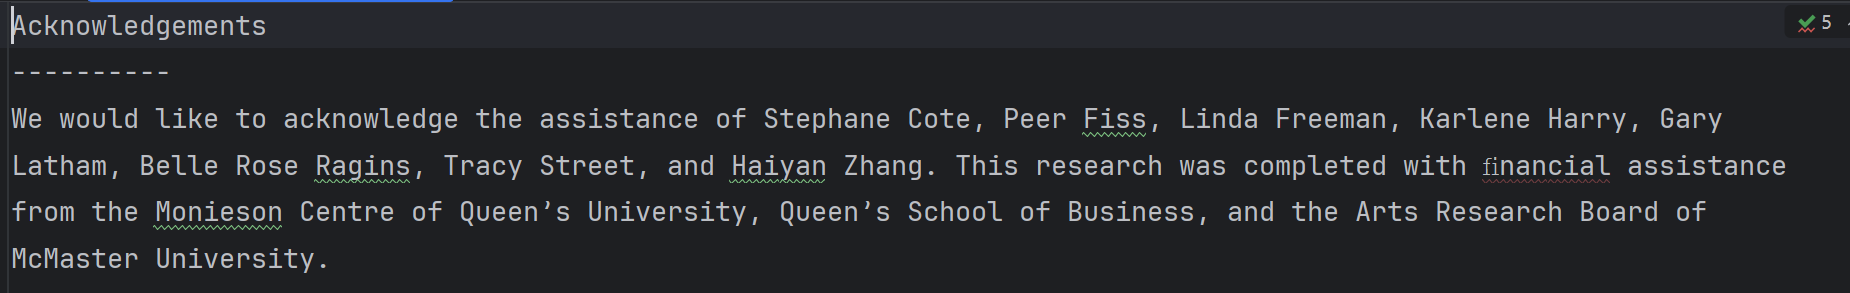 Acknowledgements
5
----------
We would like to acknowledge the assistance of Stephane Cote, Peer Fiss, Linda Freeman, Karlene Harry, Gary
Latham, Belle Rose Ragins, Tracy Street, and Haiyan Zhang. This research was completed with financial assistance
from the Monieson Centre of Queen’s University, Queen’s School of Business, and the Arts Research Board of
McMaster University.